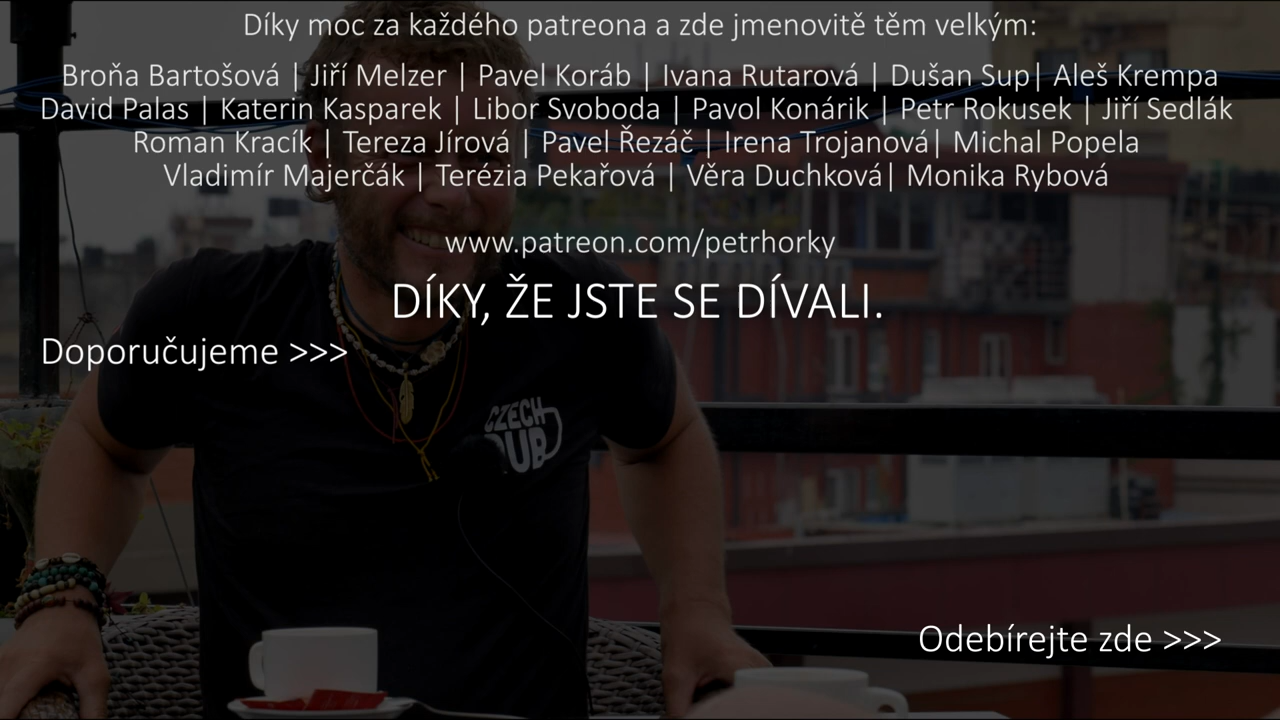 Díky moc za každého patreona a zde jmenovitě těm velkým:
Broňa Bartošová | Jiří Melzer | Pavel Koráb | Ivana Rutarová | Dušan Sup| Aleš Krempa
David Palas | Katerin Kasparek | Libor Svoboda | Pavol Konárik | Petr Rokusek | Jiří Sedlák
Roman Kracík | Tereza Jírová | Pavel Řezáč | Irena Trojanová| Michal Popela
Vladimír Majerčák | Terézia Pekařová | Věra Duchková| Monika Rybová
www.patreon.com/petrhorky
DÍKY, ŽE JSTE SE DÍVALI.
Doporučujeme >>>
CZECH
Odebírejte zde >>>